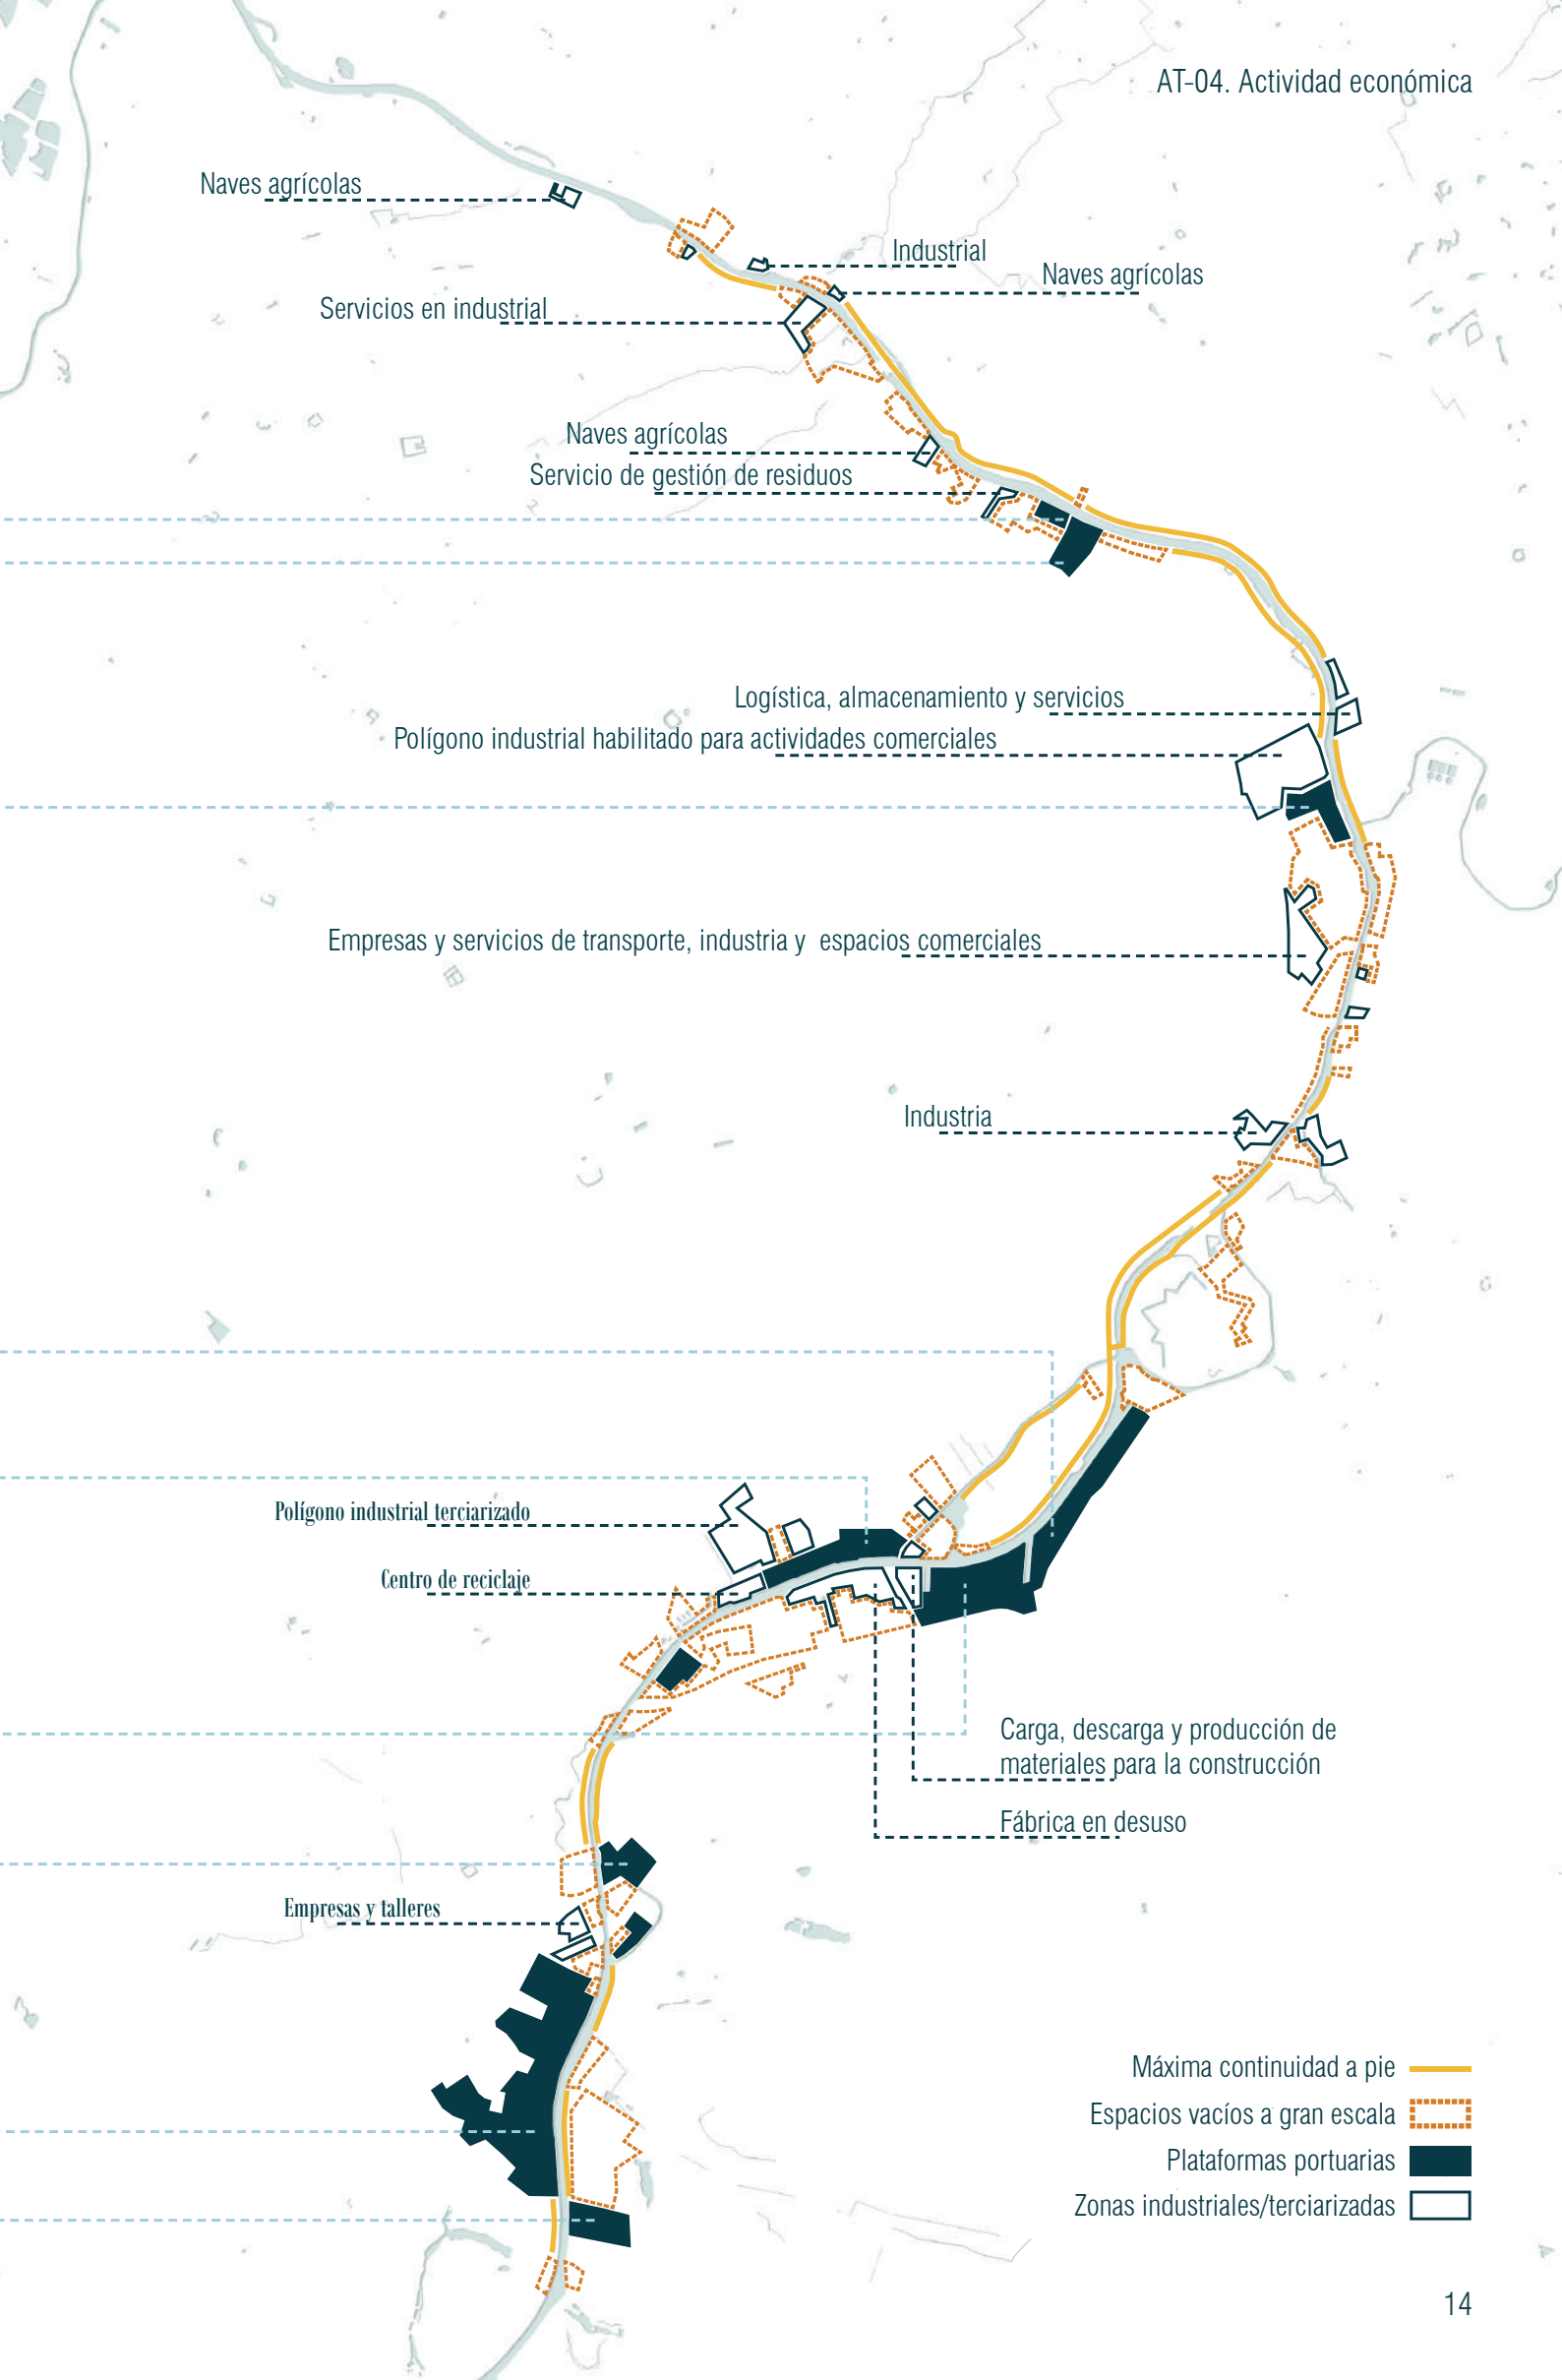 AT-04. Actividad económica
Naves agrícolas
Industrial
Naves agrícolas
Servicios en industrial
Naves agrícolas
Servicio de gestión de residuos
Logística, almacenamiento y servicios
Polígono industrial habilitado para actividades comerciales
Empresas y servicios de transporte, industria y espacios comerciales
Industria
Polígono industrial terciarizado
Centro de reciclaje
Carga, descarga y producción de
materiales para la construcción
Fábrica en desuso
Empresas y talleres
Máxima continuidad a pie
Espacios vacíos a gran escala
Plataformas portuarias
Zonas industriales/terciarizadas
14